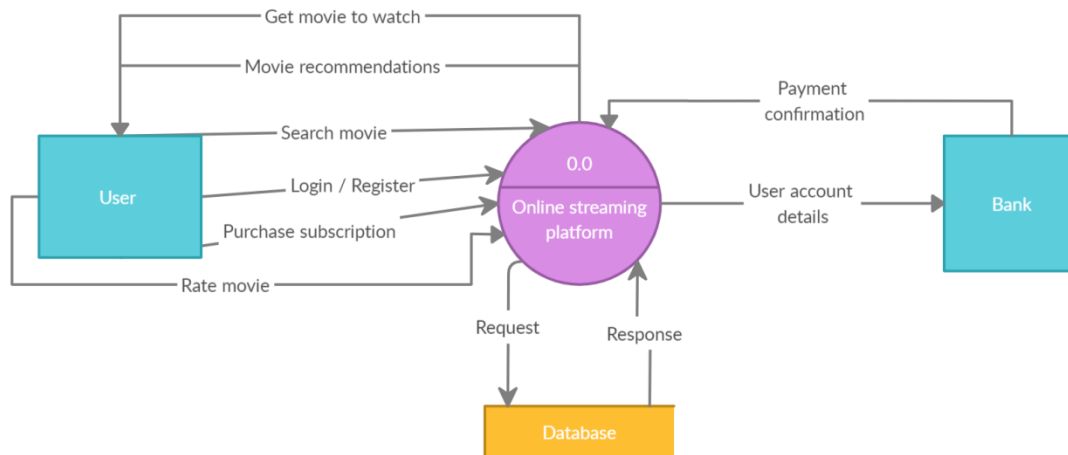 Get movie to watch
Movie recommendations
Payment
confirmation
Search movie
0.0
User
Login / Register
Online streaming
platform
User account
details
Bank
Purchase subscription
Rate movie
Request
Response
Database